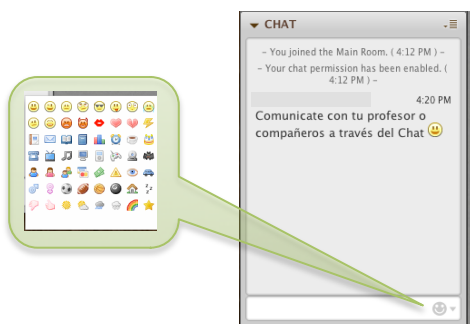 CHAT
– You joined the Main Room. ( 4:12 PM ) –
– Your chat permission has been enabled. (
4:12 PM ) –
4:20 PM
Comunicate con tu profesor o
compañeros a través del Chat